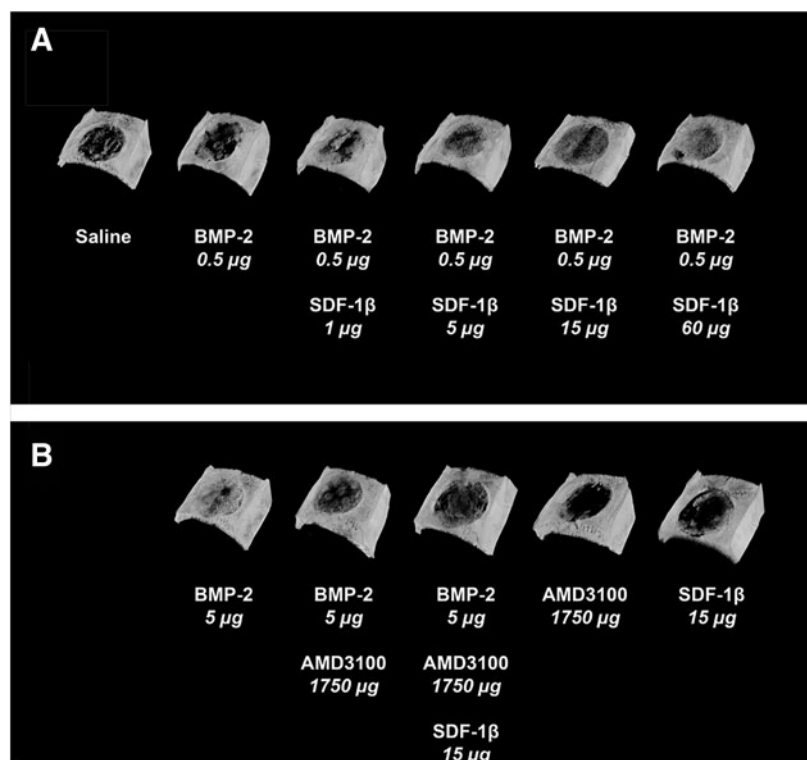 A
Saline
BMP-2
0.5 µg
BMP-2
0.5 µg
SDF-1β
1 µg
BMP-2
0.5 µg
SDF-1β
5 µg
BMP-2
0.5 µg
SDF-1β
15 µg
BMP-2
0.5 µg
SDF-1β
60 µg
B
BMP-2
5 µg
BMP-2
5 µg
AMD3100
1750 µg
BMP-2
5 µg
AMD3100
1750 µg
SDF-1β
15 µg
AMD3100
1750 µg
SDF-1β
15 µg